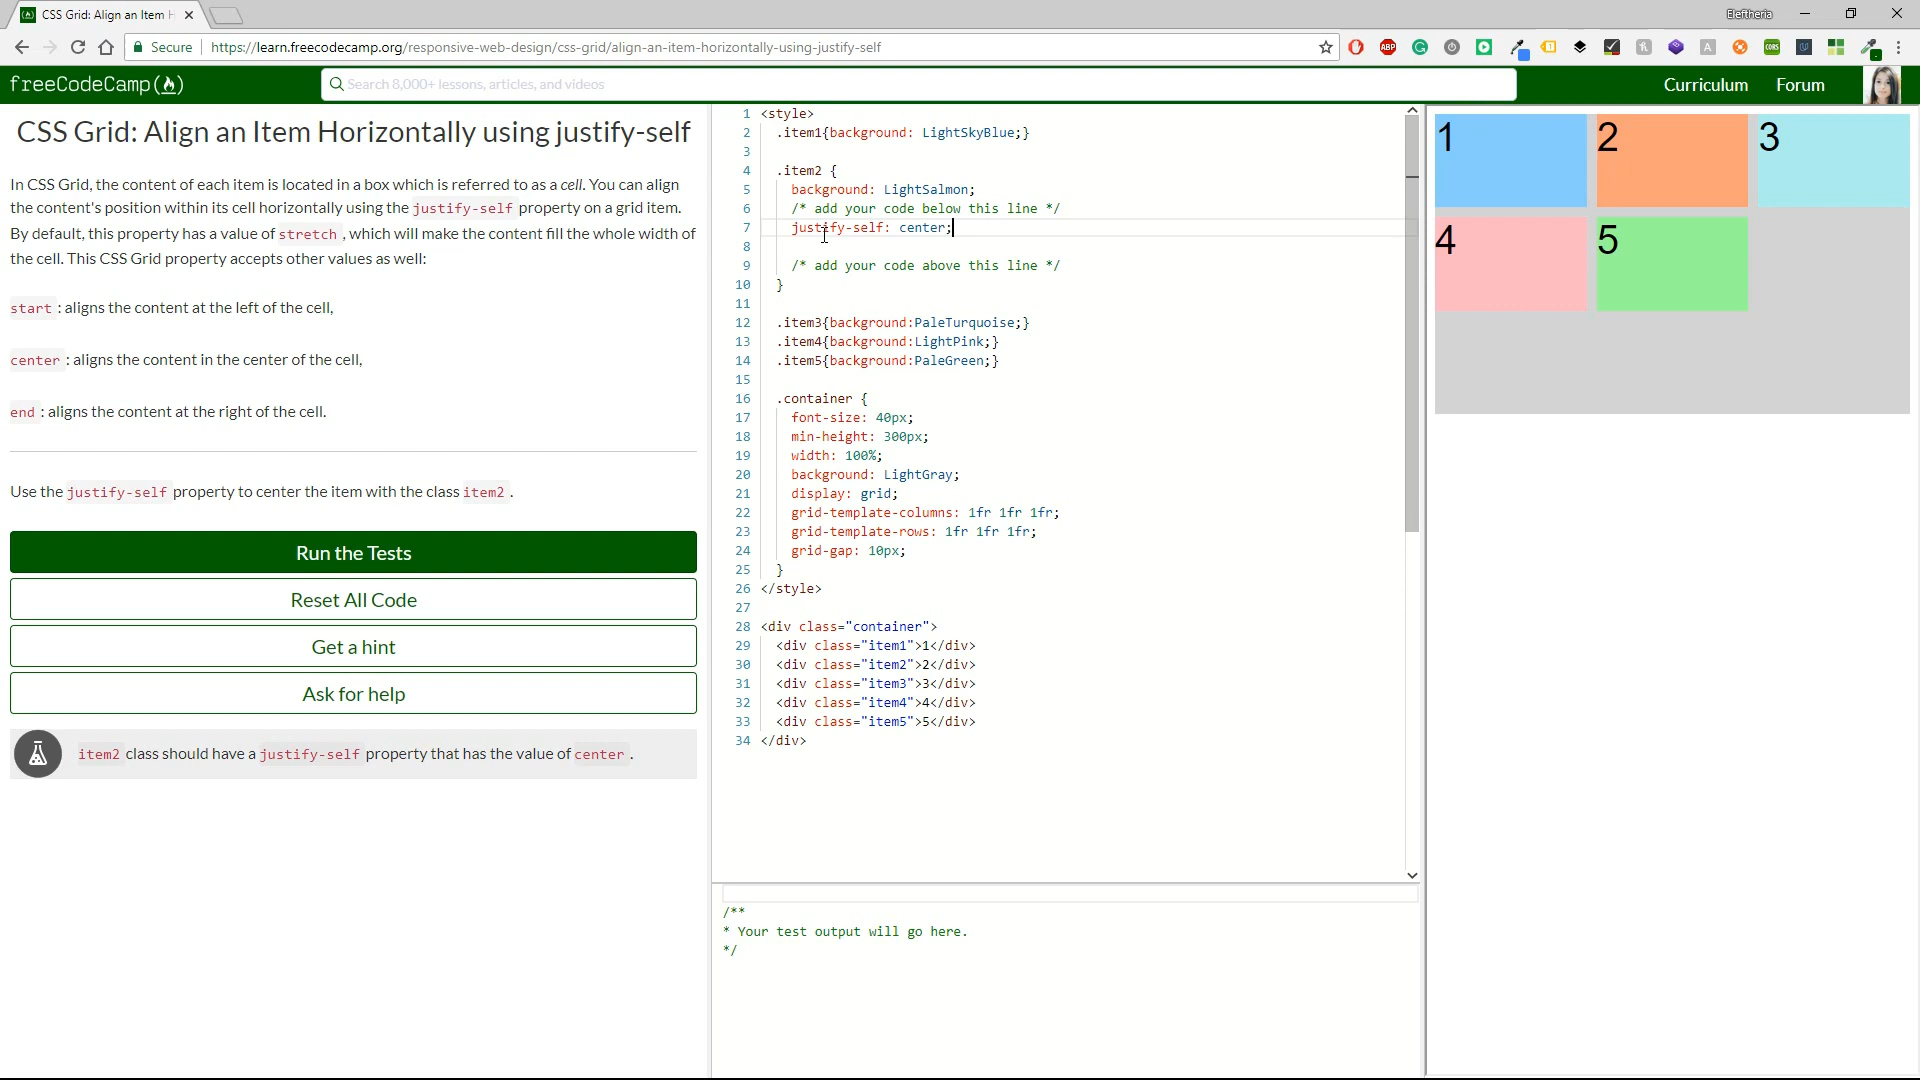 CSS Grid: Align an Item H
Eleftheria
Secure https://learn.freecodecamp.org/responsive-web-design/css-grid/align-an-item-horizontally-using-justify-self
freeCodeCamp
Search 8,000+ lessons, articles, and videos
Curriculum Forum
CSS Grid: Align an Item Horizontally using justify-self
In CSS Grid, the content of each item is located in a box which is referred to as a cell. You can align
the content's position within its cell horizontally using the justify-self property on a grid item.
By default, this property has a value of stretch, which will make the content fill the whole width of
the cell. This CSS Grid property accepts other values as well:
start : aligns the content at the left of the cell,
center : aligns the content in the center of the cell,
end : aligns the content at the right of the cell.
Use the justify-self property to center the item with the class item2 .
Run the Tests
Reset All Code
Get a hint
Ask for help
item2 class should have a justify-self property that has the value of center .
1 <style>
2 .item1{background: LightSkyBlue;}
3
4 .item2 {
5 background: LightSalmon;
6 /* add your code below this line */
7 justify-self: center;
8
9 /* add your code above this line */
10 }
11
12 .item3{background:PaleTurquoise;}
13 .item4{background:LightPink;}
14 .item5{background:PaleGreen;}
15
16 .container {
17 font-size: 40px;
18 min-height: 300px;
19 width: 100%;
20 background: LightGray;
21 display: grid;
22 grid-template-columns: 1fr 1fr 1fr;
23 grid-template-rows: 1fr 1fr 1fr;
24 grid-gap: 10px;
25 }
26 </style>
27
28 <div class="container">
29 <div class="item1">1</div>
30 <div class="item2">2</div>
31 <div class="item3">3</div>
32 <div class="item4">4</div>
33 <div class="item5">5</div>
34 </div>
/**
* Your test output will go here.
*/
1 2 3
4 5